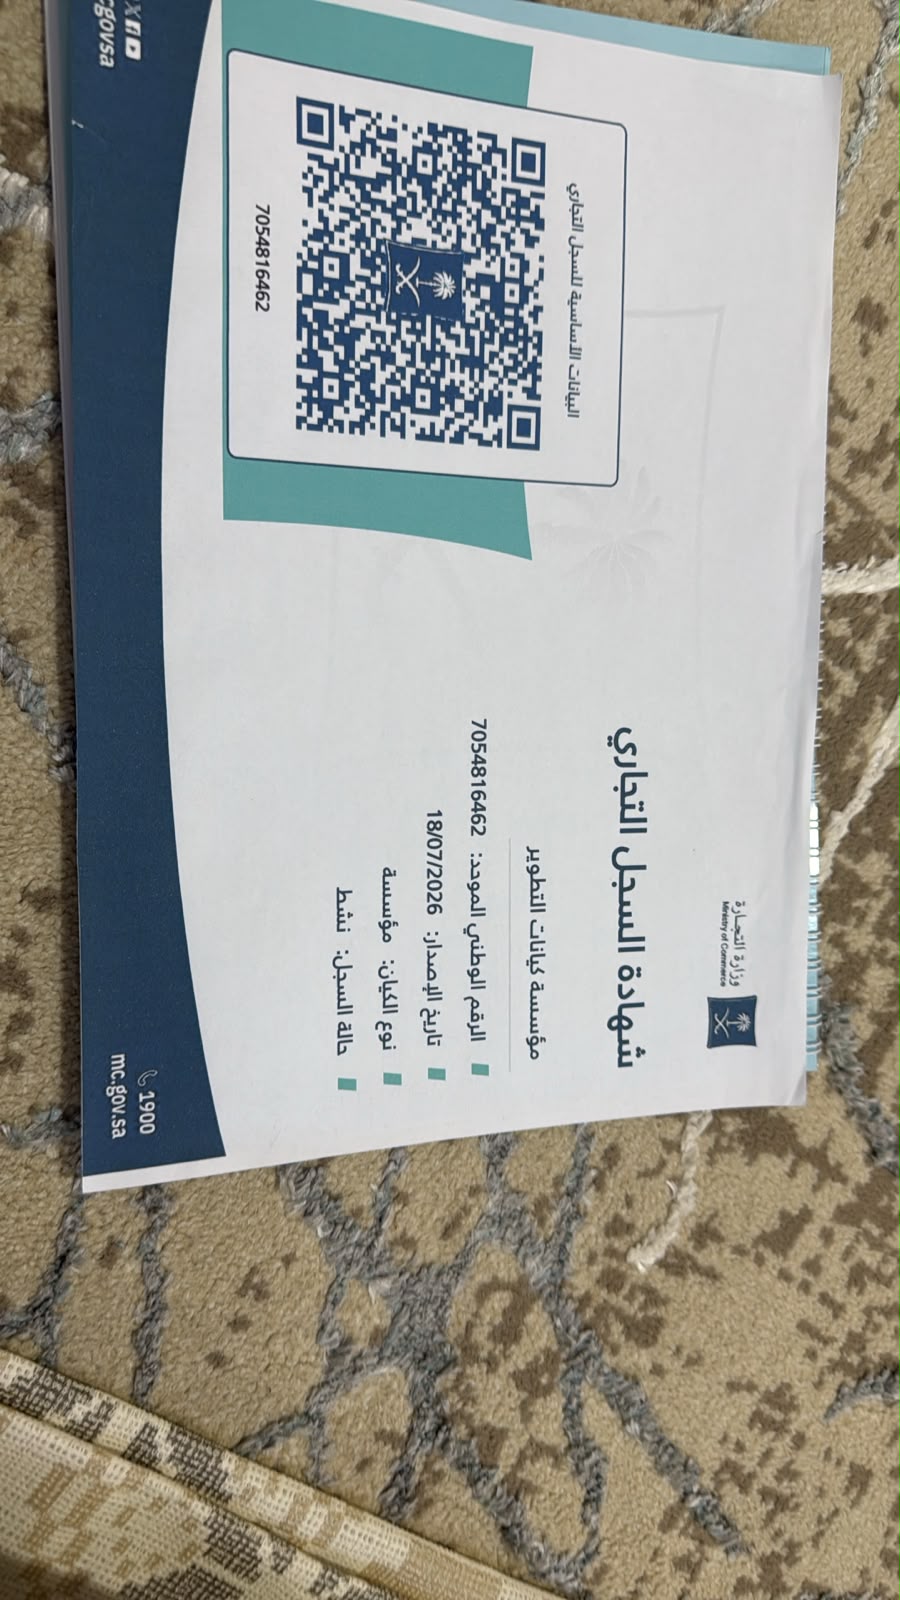 وزارة التجارة
Ministry of Commerce
شهادة السجل التجاري
مؤسسة كيانات التطوير
الرقم الوطني الموحد: 7054816462
تاريخ الإصدار: 18/07/2026
نوع الكيان: مؤسسة
حالة السجل: نشط
البيانات الأساسية للسجل التجاري
7054816462
1900
mc.gov.sa
cgovsa